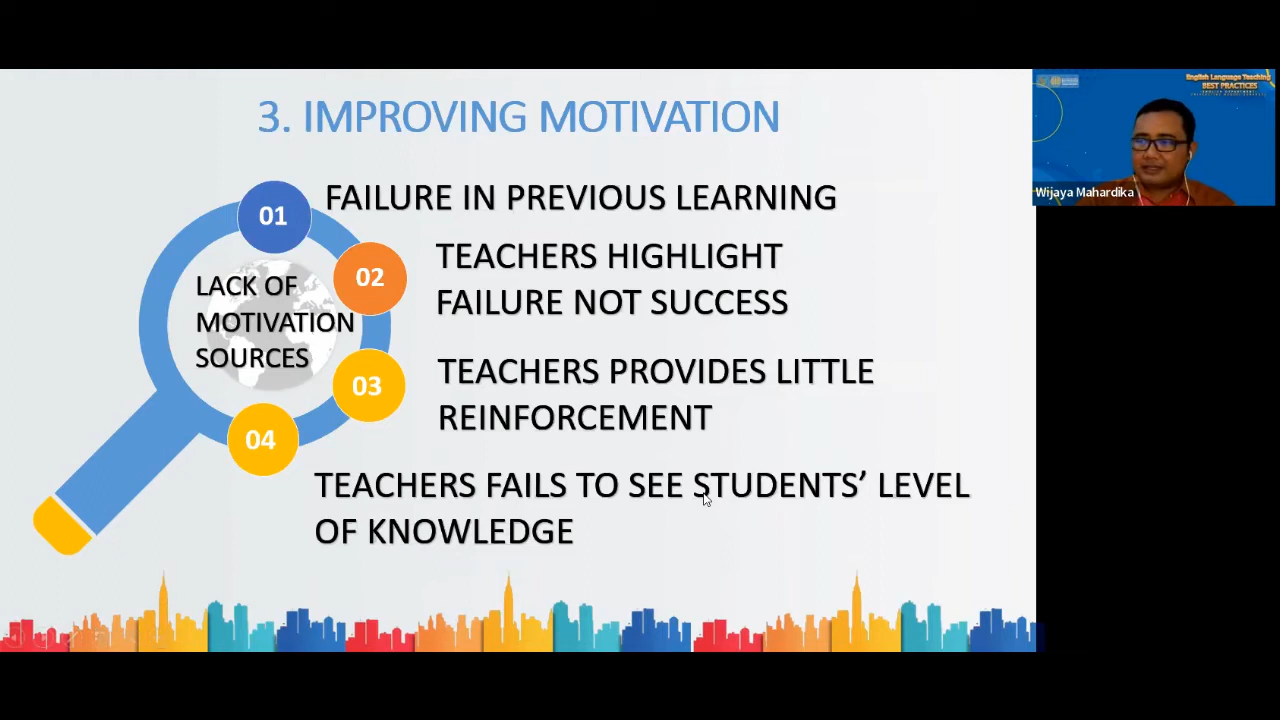 3. IMPROVING MOTIVATION
01
FAILURE IN PREVIOUS LEARNING
02
TEACHERS HIGHLIGHT
FAILURE NOT SUCCESS
LACK OF
MOTIVATION
SOURCES
03
TEACHERS PROVIDES LITTLE
REINFORCEMENT
04
TEACHERS FAILS TO SEE STUDENTS’ LEVEL
OF KNOWLEDGE
English Language Teaching
BEST PRACTICES
Wijaya Mahardika